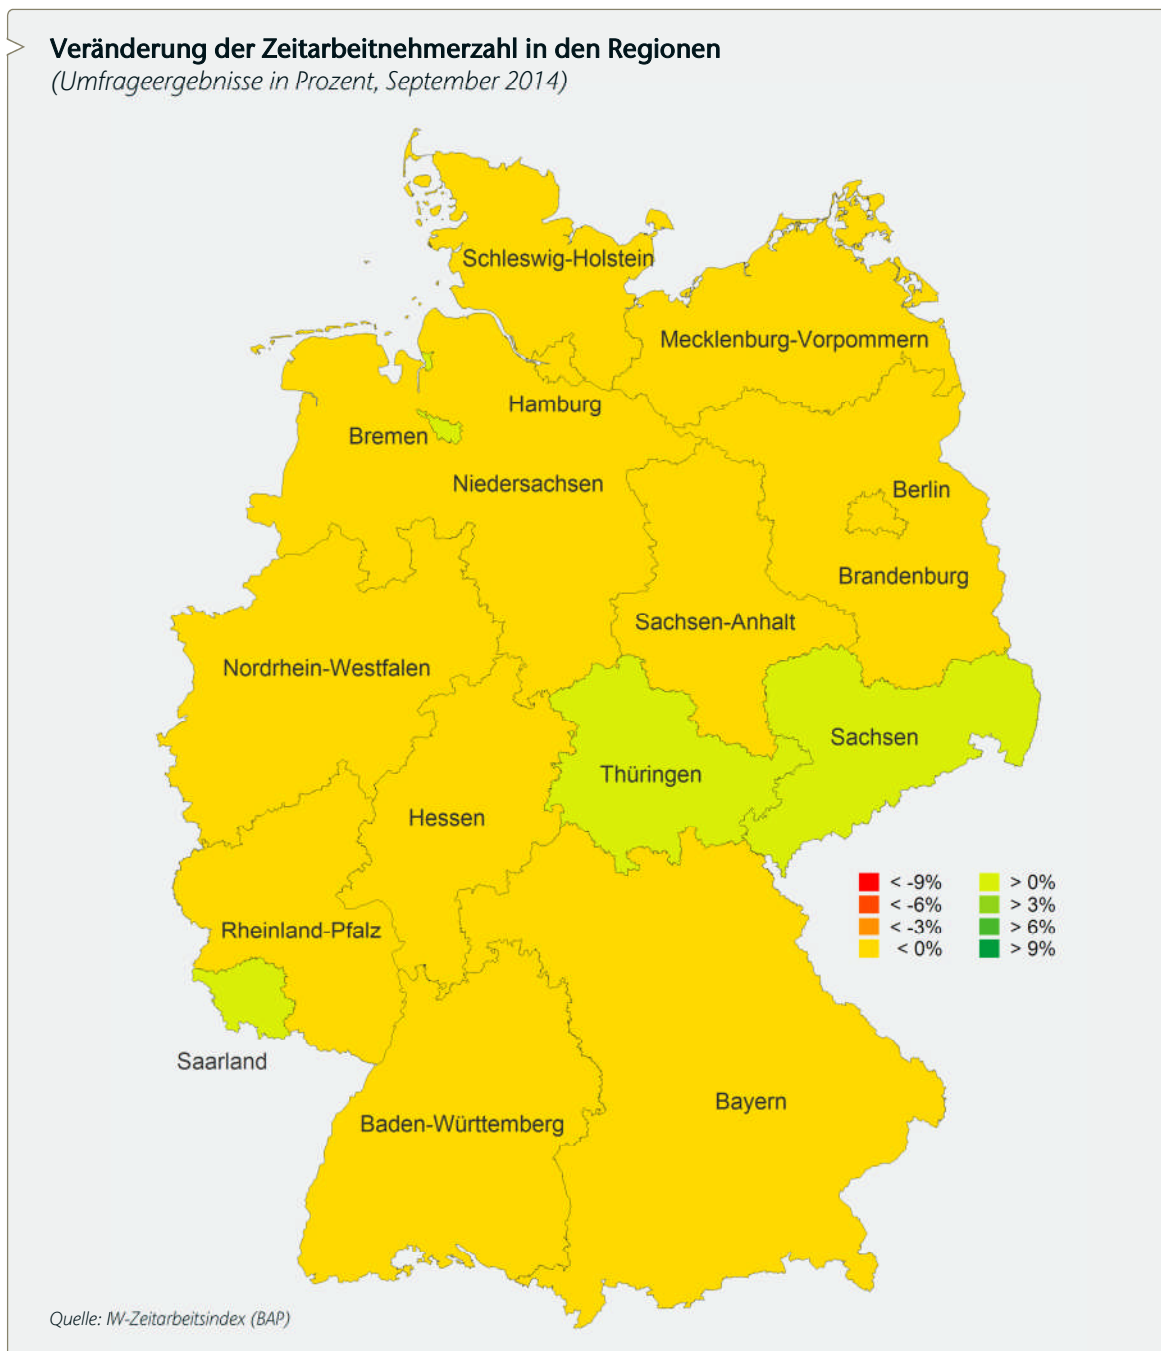 Veränderung der Zeitarbeitnehmerzahl in den Regionen
(Umfrageergebnisse in Prozent, September 2014)
Schleswig-Holstein
Mecklenburg-Vorpommern
Hamburg
Bremen
Niedersachsen
Berlin
Brandenburg
Sachsen-Anhalt
Nordrhein-Westfalen
Sachsen
Thüringen
Hessen
< -9% > 0%
< -6% > 3%
< -3% > 6%
< 0% > 9%
Rheinland-Pfalz
Saarland
Bayern
Baden-Württemberg
Quelle: IW-Zeitarbeitsindex (BAP)